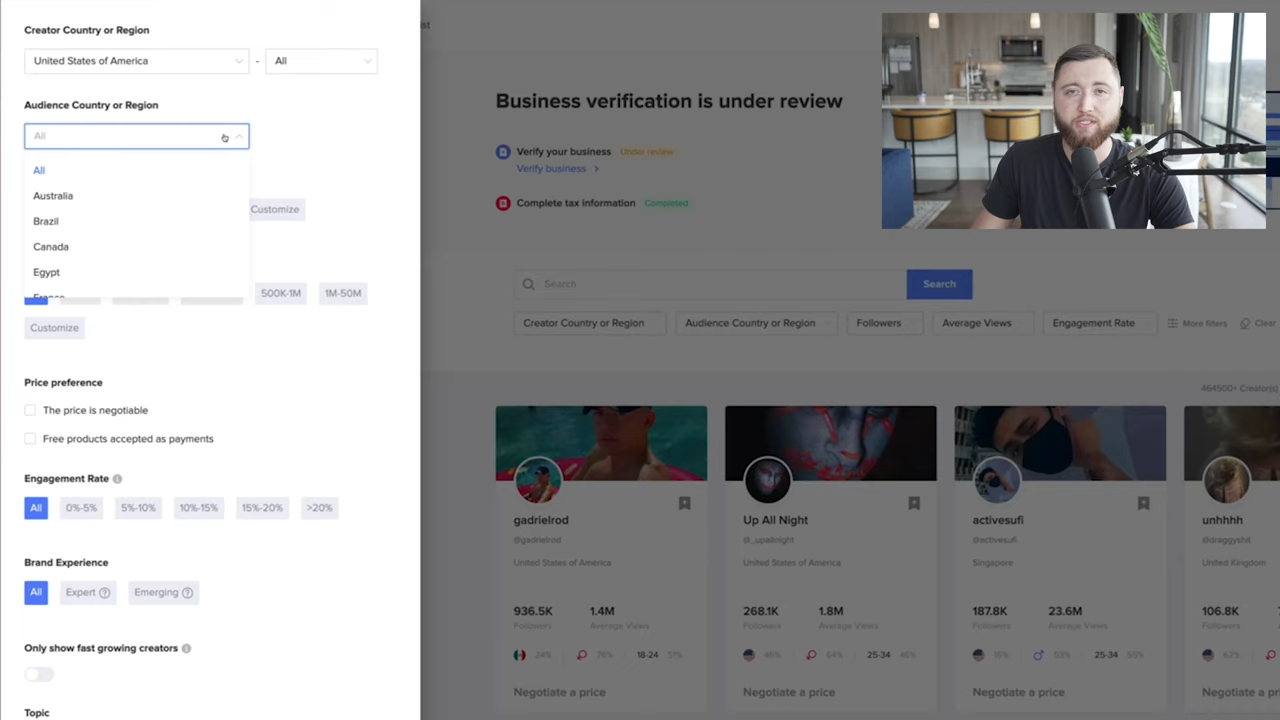 Creator Country or Region
United States of America
-
All
Audience Country or Region
All
All
Australia
Brazil
Canada
Egypt
France
Customize
500K-1M
1M-50M
Customize
Price preference
The price is negotiable
Free products accepted as payments
Engagement Rate
All
0%-5%
5%-10%
10%-15%
15%-20%
>20%
Brand Experience
All
Expert
Emerging
Only show fast growing creators
Topic
Business verification is under review
Verify your business Under review
Verify business >
Complete tax information Completed
Search
Search
Creator Country or Region
Audience Country or Region
Followers
Average Views
Engagement Rate
More filters
Clear
464500+ Creator(s)
gadrielrod
@gadrielrod
United States of America
936.5K 1.4M
Followers Average Views
24% 76% 18-24 51%
Negotiate a price
Up All Night
@_upallnight
United States of America
268.1K 1.8M
Followers Average Views
46% 64% 25-34 46%
Negotiate a price
activesufi
@activesufi
Singapore
187.8K 23.6M
Followers Average Views
16% 53% 25-34 55%
Negotiate a price
unhhhh
@draggyshit
United Kingdom
106.8K
Followers
62%
Negotiate a pr